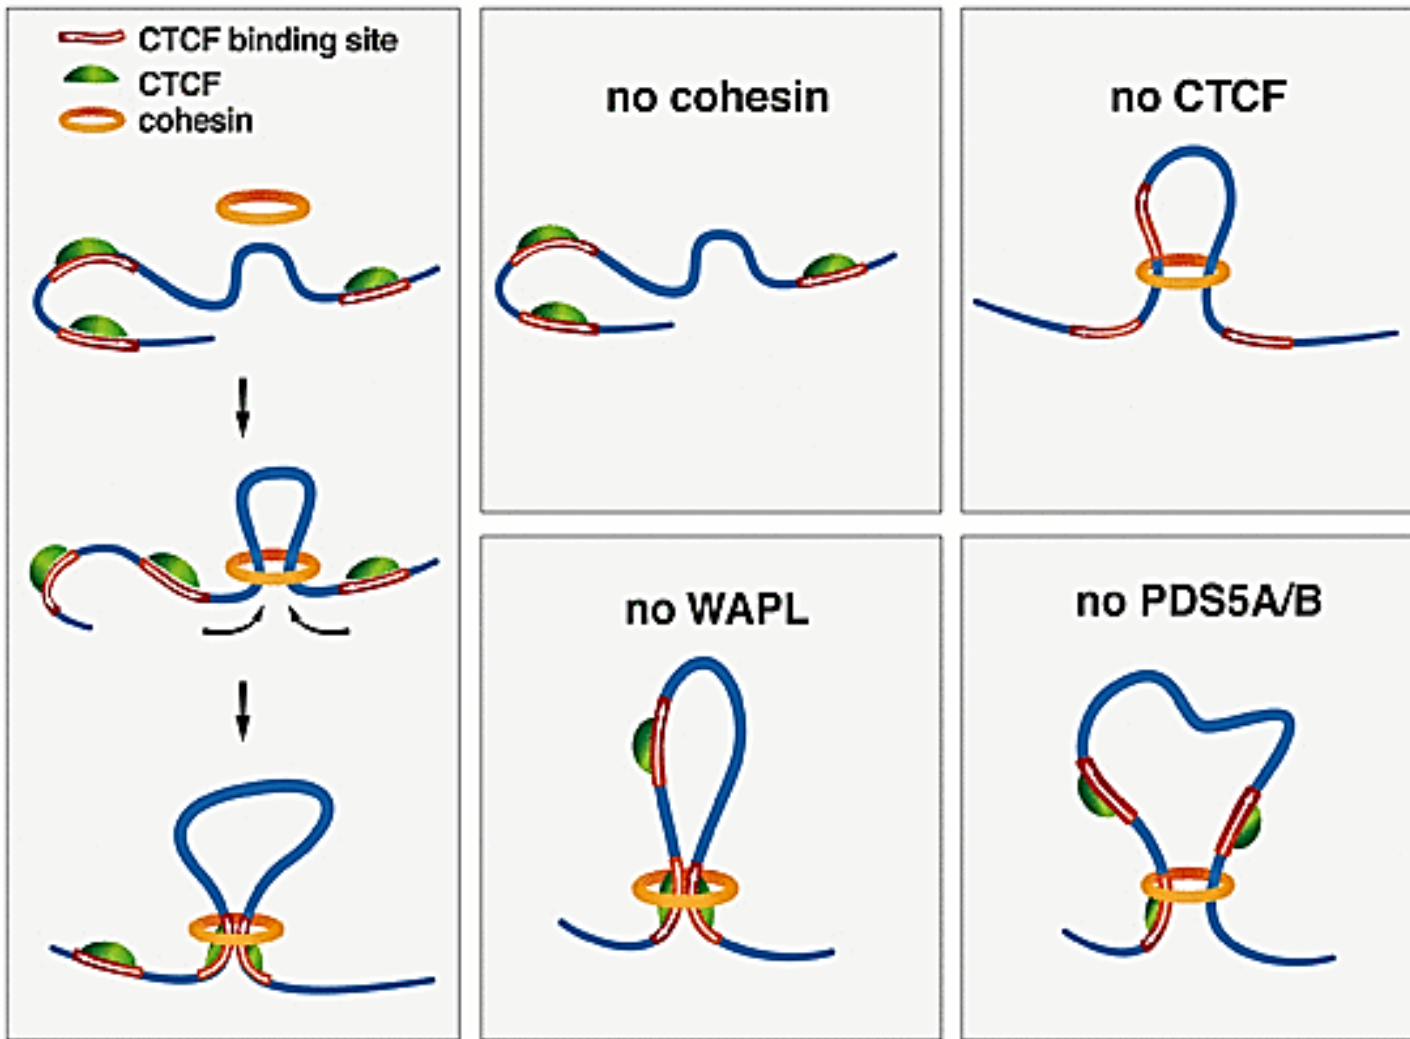 CTCF binding site
CTCF
cohesin
no cohesin
no CTCF
no WAPL
no PDS5A/B